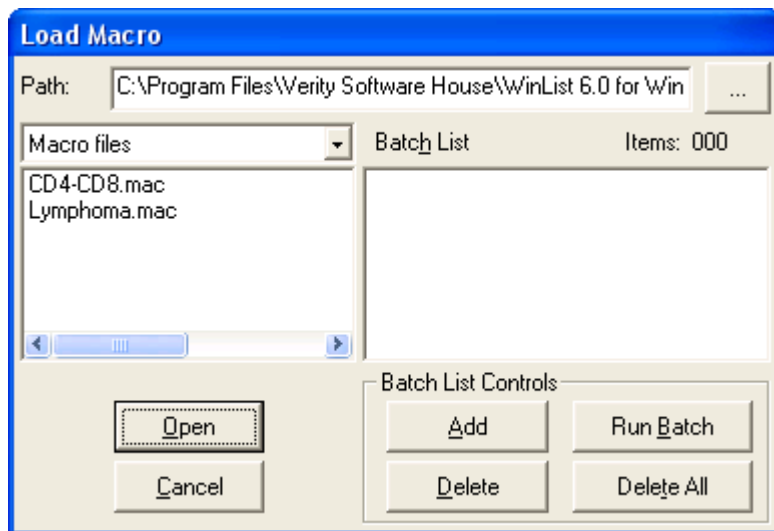 Load Macro
Path: C:\Program Files\Verity Software House\WinList 6.0 for Win ...
Macro files
Batch List Items: 000
CD4-CD8.mac
Lymphoma.mac
Batch List Controls
Open
Add
Run Batch
Cancel
Delete
Delete All